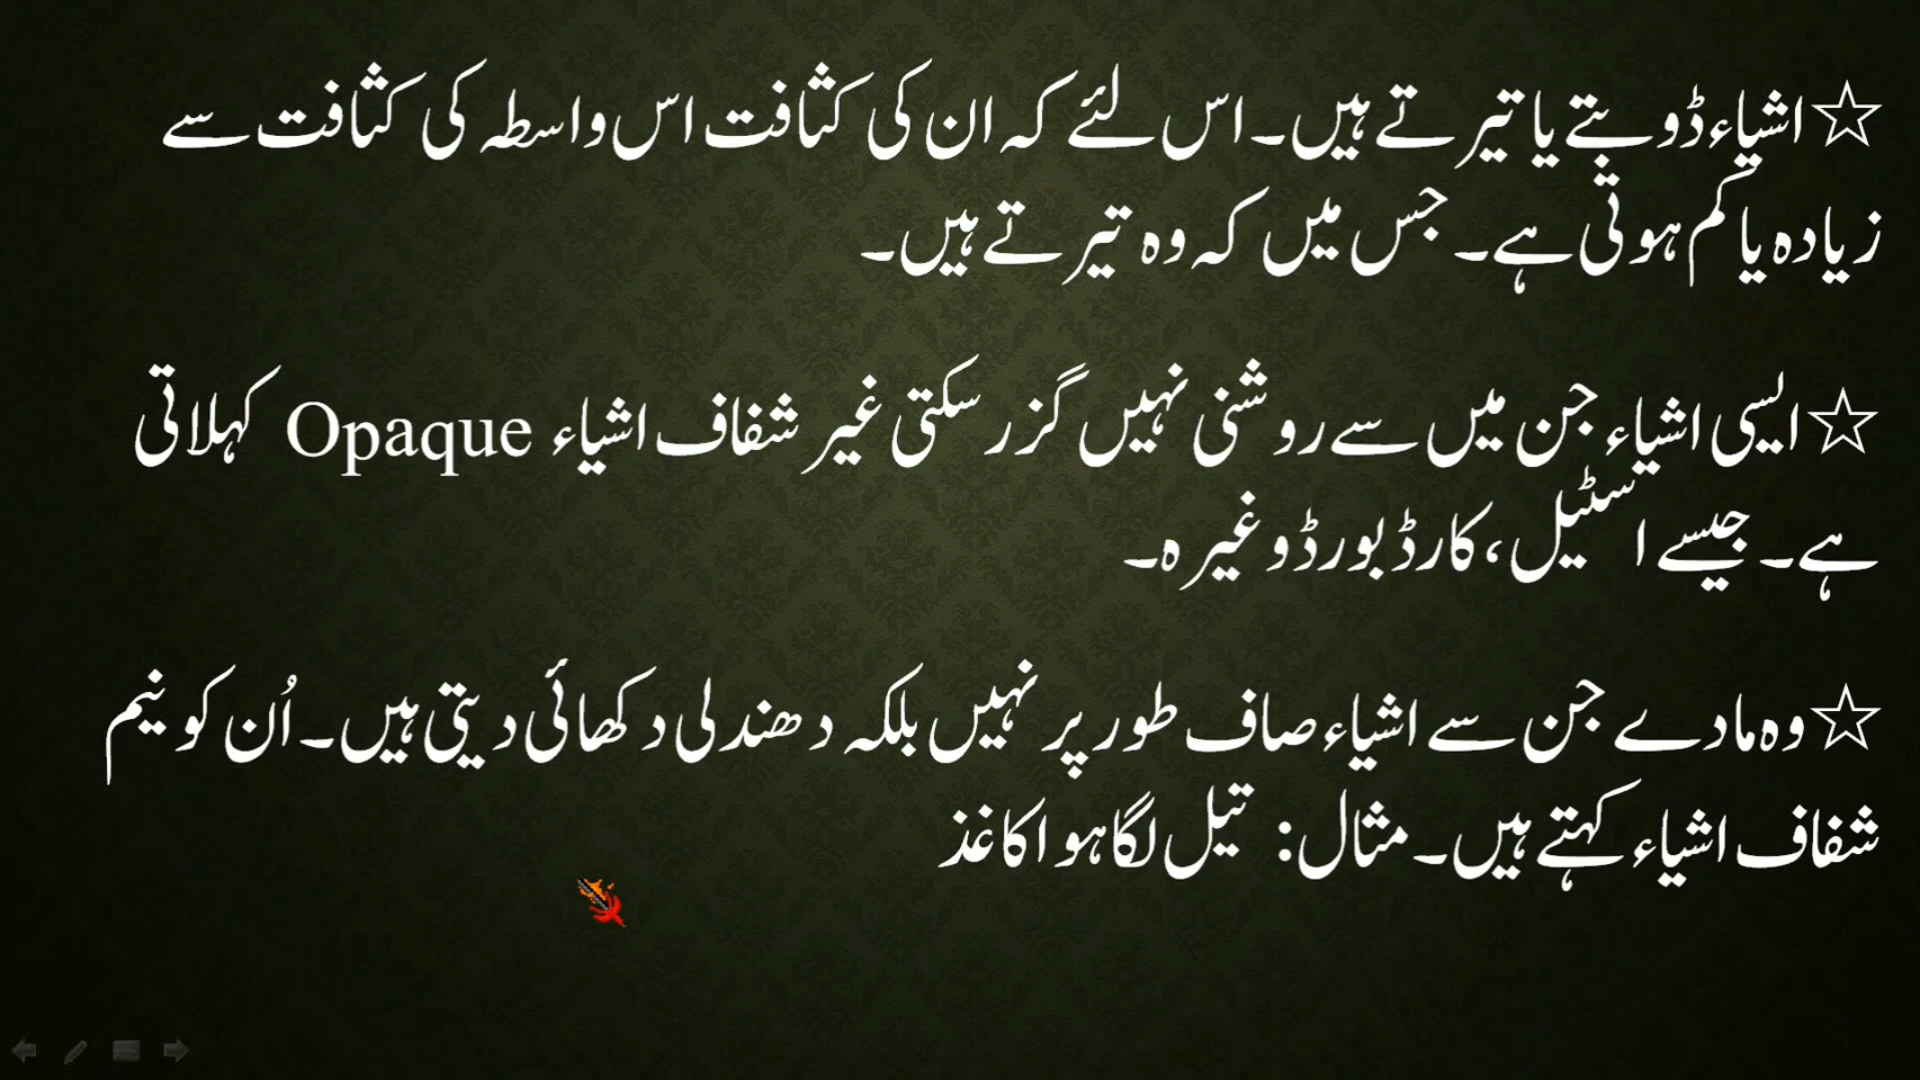 ☆اشیاء ڈوبتے یا تیرتے ہیں۔ اس لئے کہ ان کی کثافت اس واسطہ کی کثافت سے
زیادہ یا کم ہوتی ہے۔ جس میں کہ وہ تیرتے ہیں۔
☆ایسی اشیاء جن میں سے روشنی نہیں گزر سکتی غیر شفاف اشیاء Opaque کہلاتی
ہے۔ جیسے اسٹیل، کارڈ بورڈ وغیرہ۔
☆وہ مادے جن سے اشیاء صاف طور پر نہیں بلکہ دھندلی دکھائی دیتی ہیں۔ اُن کو نیم
شفاف اشیاء کہتے ہیں۔ مثال: تیل لگا ہوا کاغذ